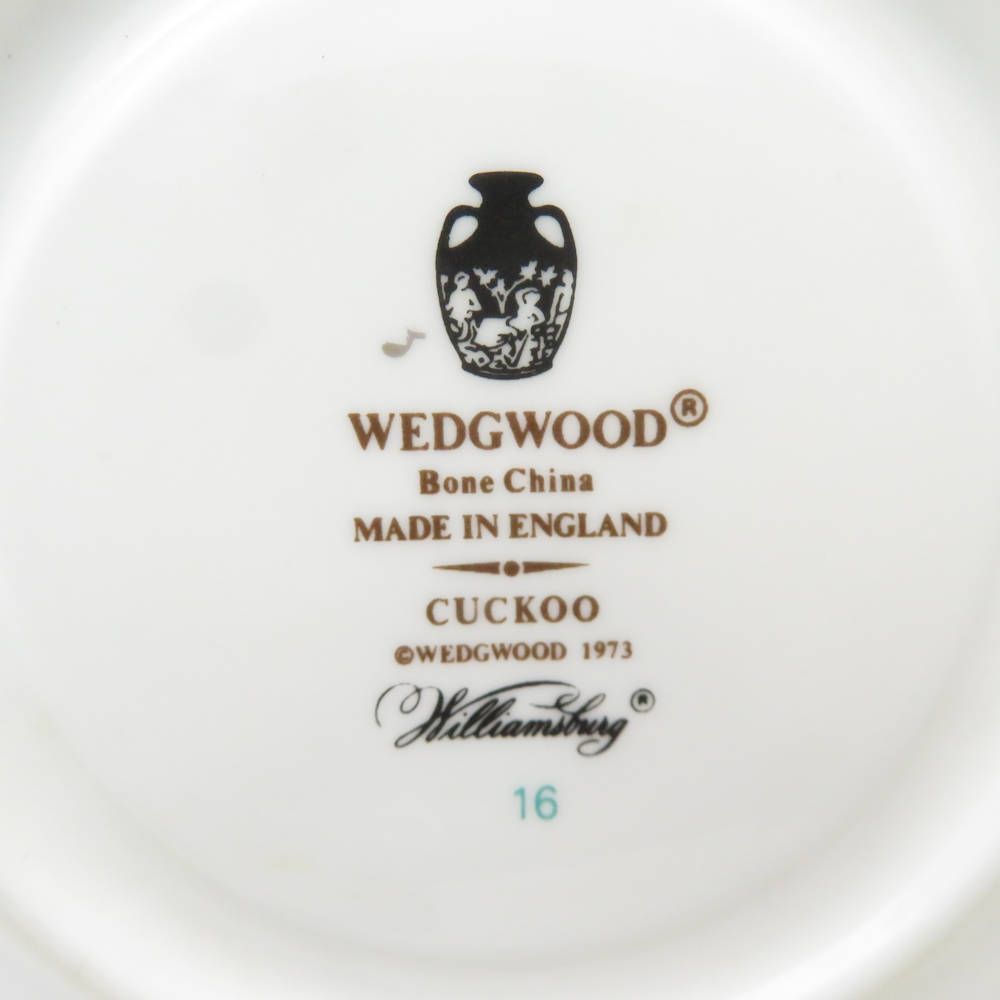 WEDGWOOD®
Bone China
MADE IN ENGLAND
CUCKOO
©WEDGWOOD 1973
Williamsburg®
16